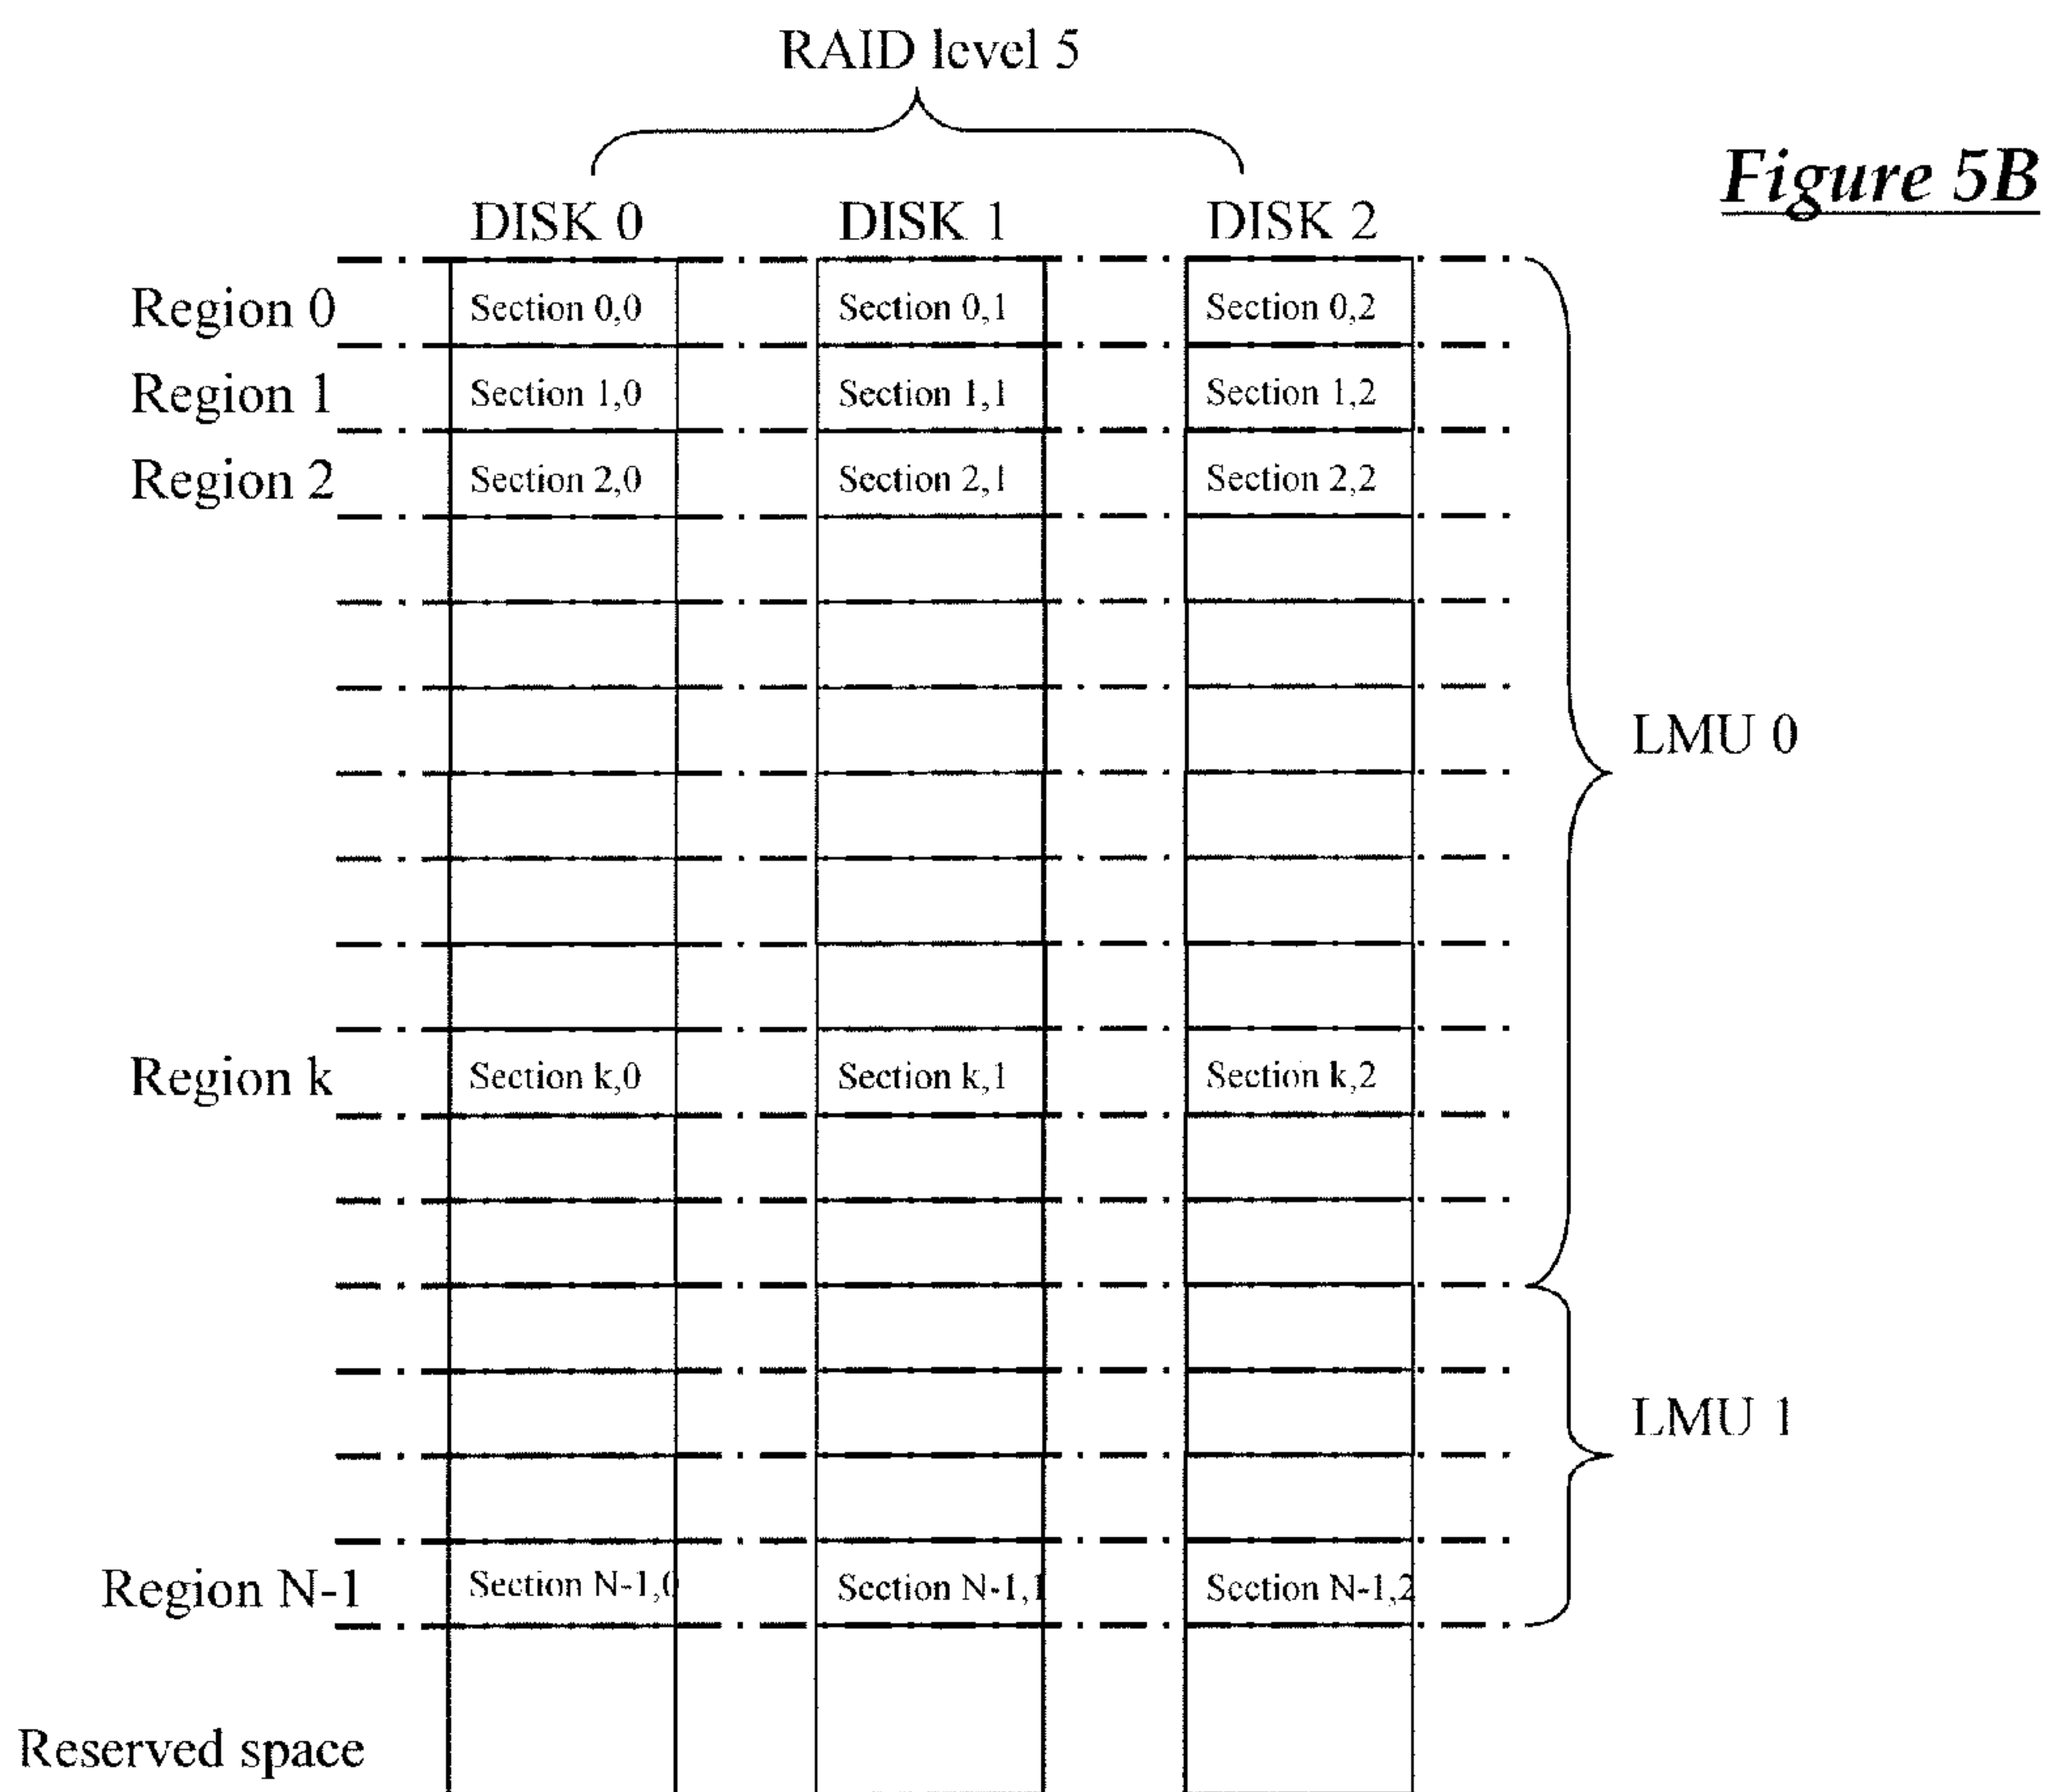 RAID level 5
Figure 5B
DISK 0 DISK 1 DISK 2
Region 0 Section 0,0 Section 0,1 Section 0,2
Region 1 Section 1,0 Section 1,1 Section 1,2
Region 2 Section 2,0 Section 2,1 Section 2,2
LMU 0
Region k Section k,0 Section k,1 Section k,2
LMU 1
Region N-1 Section N-1,0 Section N-1,1 Section N-1,2
Reserved space